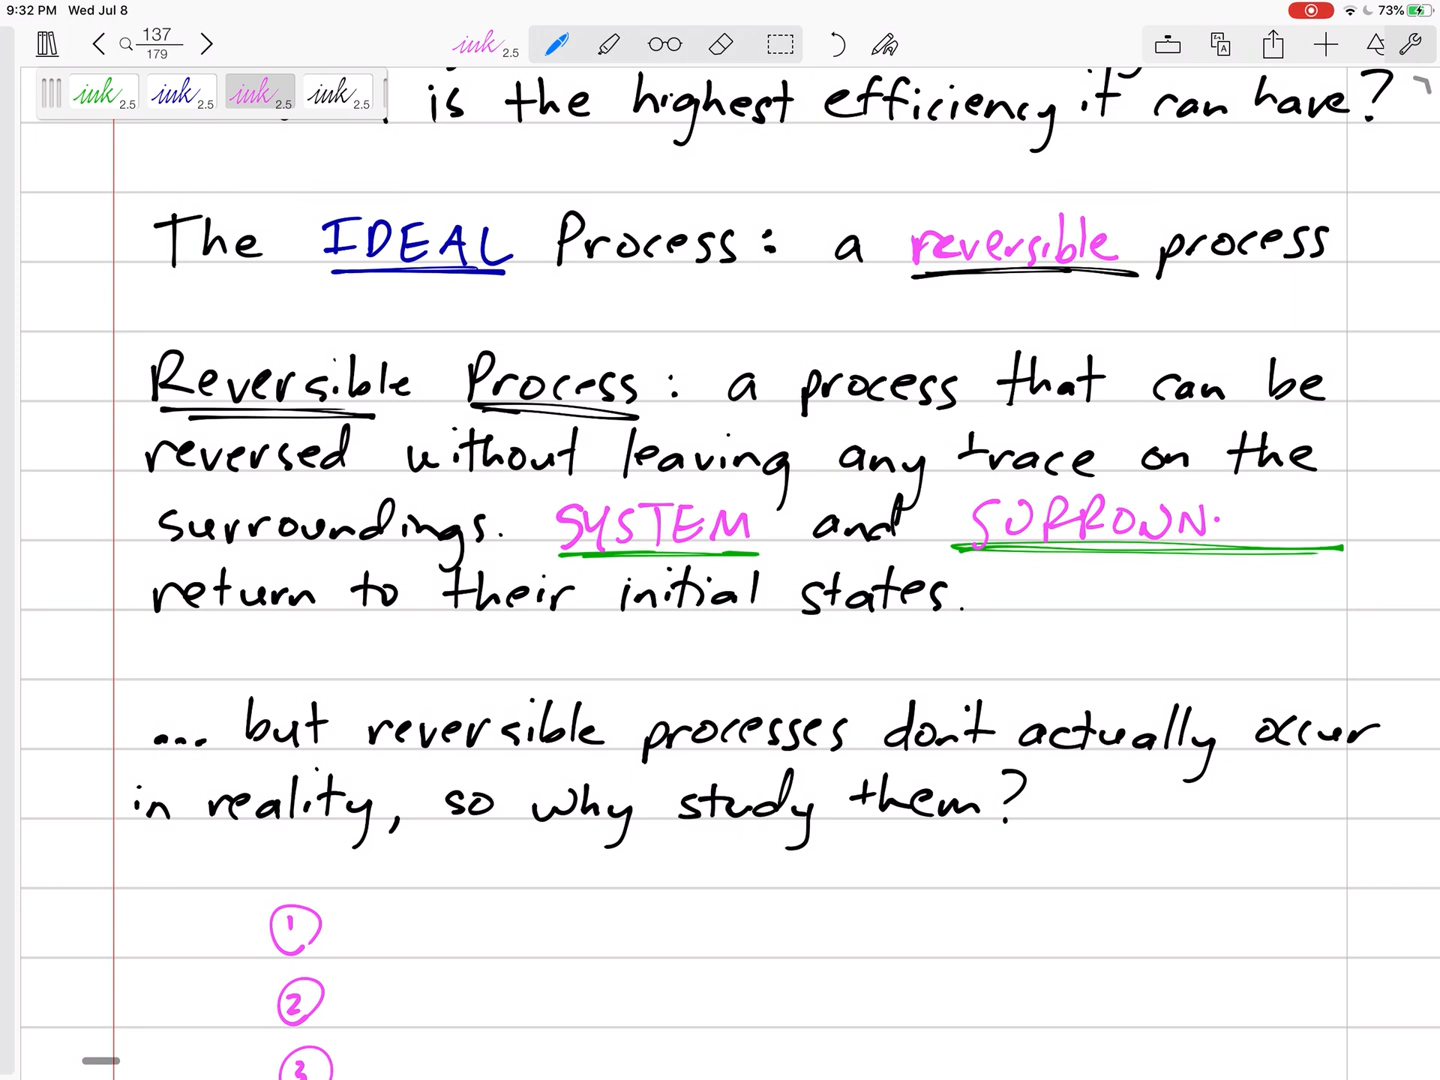 9:32 PM Wed Jul 8
73%
137
179
ink 2.5
ink 2.5 ink 2.5 ink 2.5 ink 2.5
is the highest efficiency it can have?
The IDEAL Process: a reversible process
Reversible Process: a process that can be
reversed without leaving any trace on the
surroundings. SYSTEM and SURROUN.
return to their initial states.
... but reversible processes don't actually occur
in reality, so why study them?
1
2
3